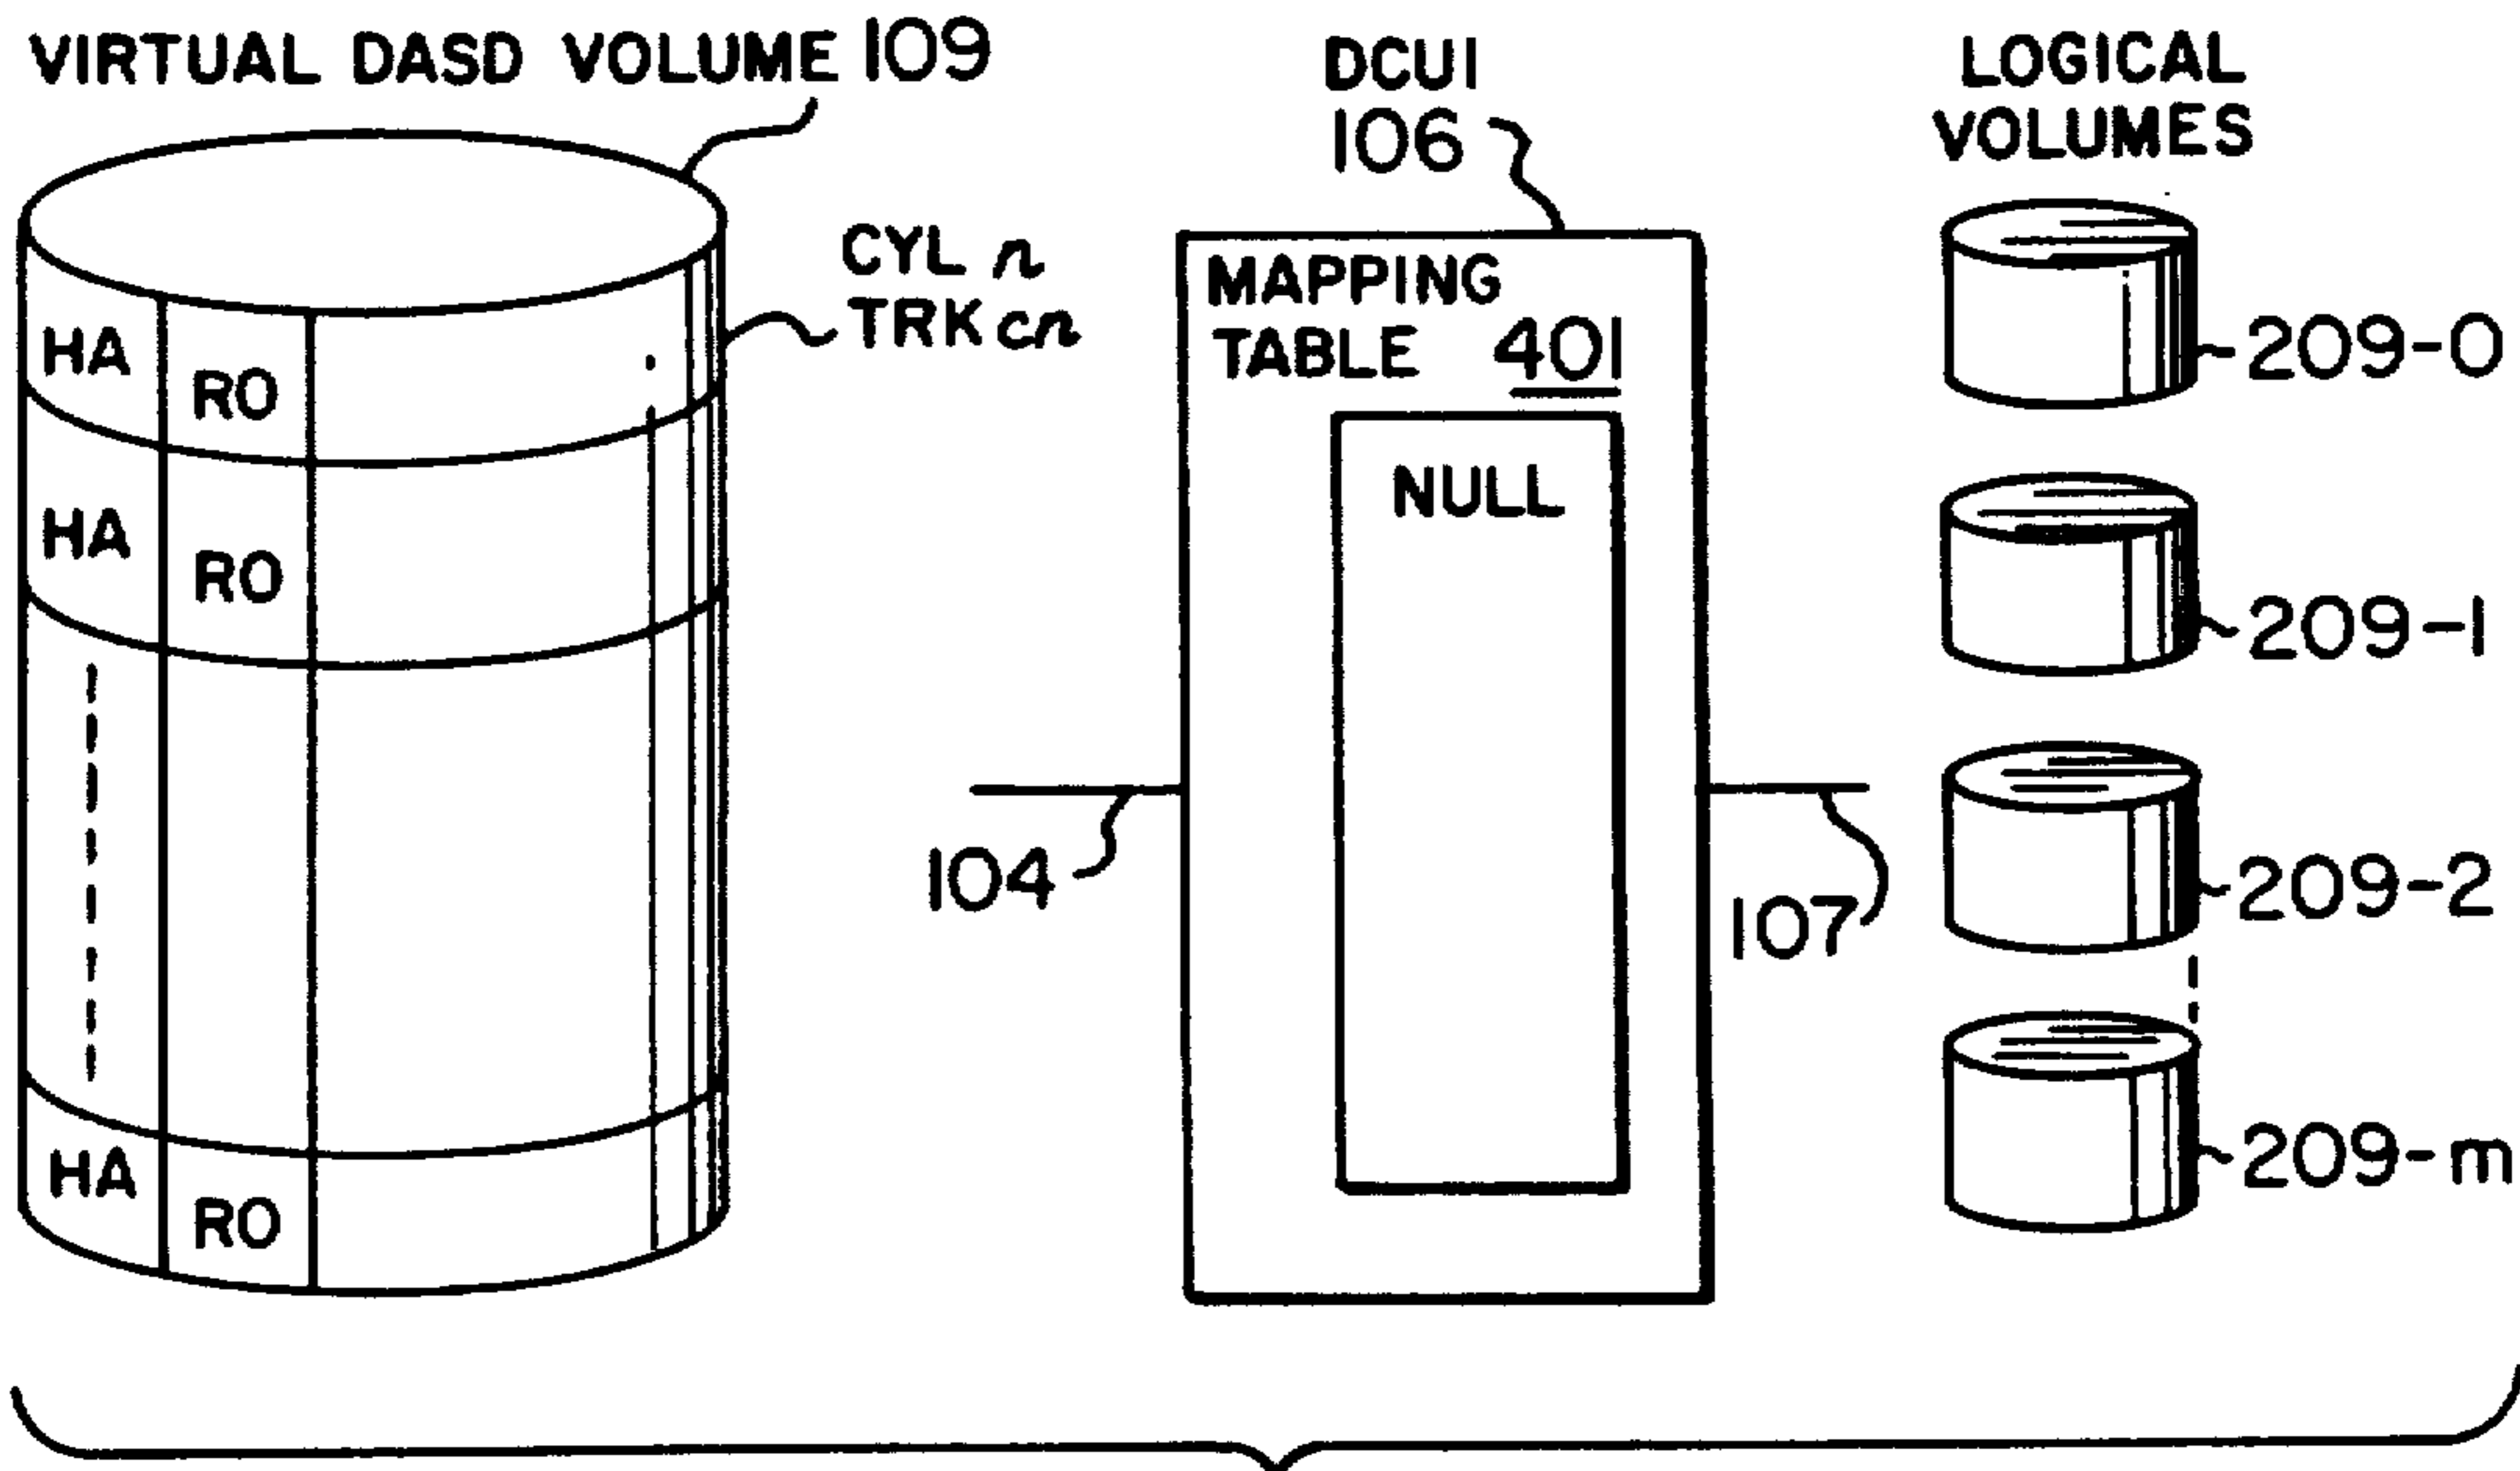 VIRTUAL DASD VOLUME 109
CYL n
TRK cn
HA
RO
HA
RO
HA
RO
DCUI
106
MAPPING
TABLE 401
NULL
104
107
LOGICAL
VOLUMES
209-0
209-1
209-2
209-m